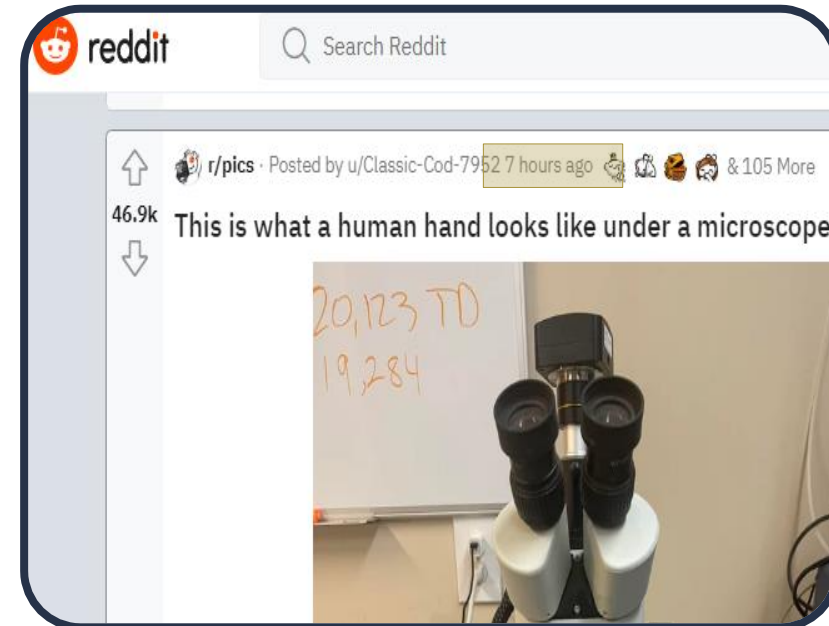 reddit
Search Reddit
r/pics · Posted by u/Classic-Cod-7952 7 hours ago & 105 More
46.9k
This is what a human hand looks like under a microscope
20,123 TD
19,284